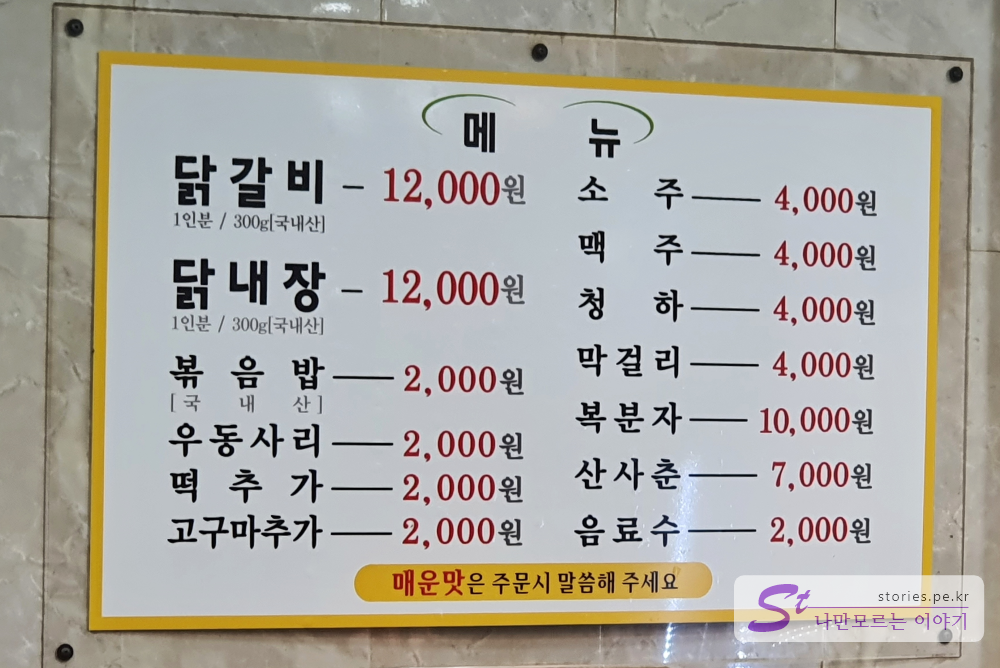 메 뉴
닭갈비 - 12,000원
1인분 / 300g[국내산]
닭내장 - 12,000원
1인분 / 300g[국내산]
볶음밥 — 2,000원
[국내산]
우동사리 — 2,000원
떡추가 — 2,000원
고구마추가 — 2,000원
소주 — 4,000원
맥주 — 4,000원
청하 — 4,000원
막걸리 — 4,000원
복분자 — 10,000원
산사춘 — 7,000원
음료수 — 2,000원
매운맛은 주문시 말씀해 주세요
St stories.pe.kr
나만모르는 이야기